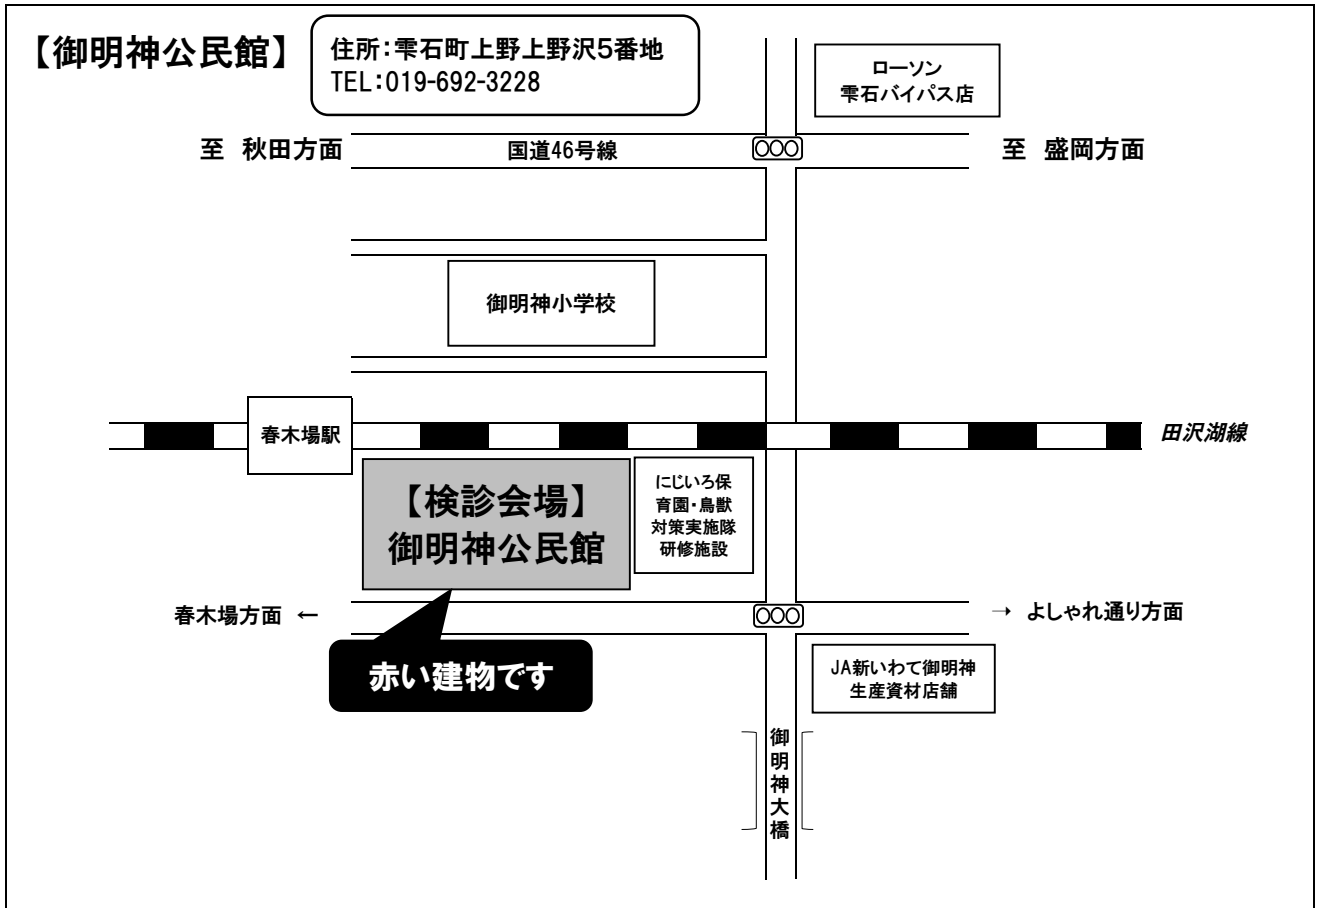 【御明神公民館】
住所：雫石町上野上野沢5番地
TEL：019-692-3228
ローソン
雫石バイパス店
至　秋田方面
国道46号線
至　盛岡方面
御明神小学校
春木場駅
田沢湖線
【検診会場】
御明神公民館
にじいろ保
育園・鳥獣
対策実施隊
研修施設
春木場方面　←
→　よしゃれ通り方面
赤い建物です
JA新いわて御明神
生産資材店舗
御明神大橋